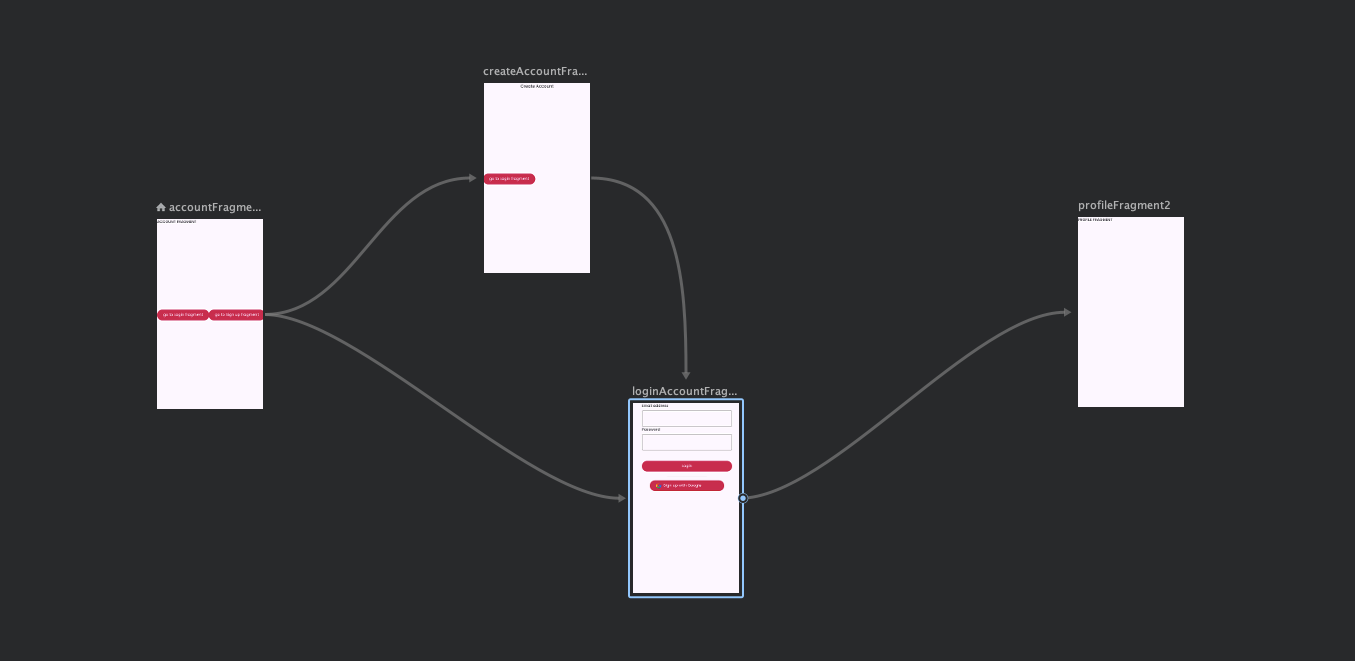 createAccountFra...
Create Account
go to Login Fragment
accountFragme...
ACCOUNT FRAGMENT
go to Login Fragment
go to Sign up Fragment
profileFragment2
PROFILE FRAGMENT
loginAccountFrag...
Email Address
Password
Login
Sign up with Google